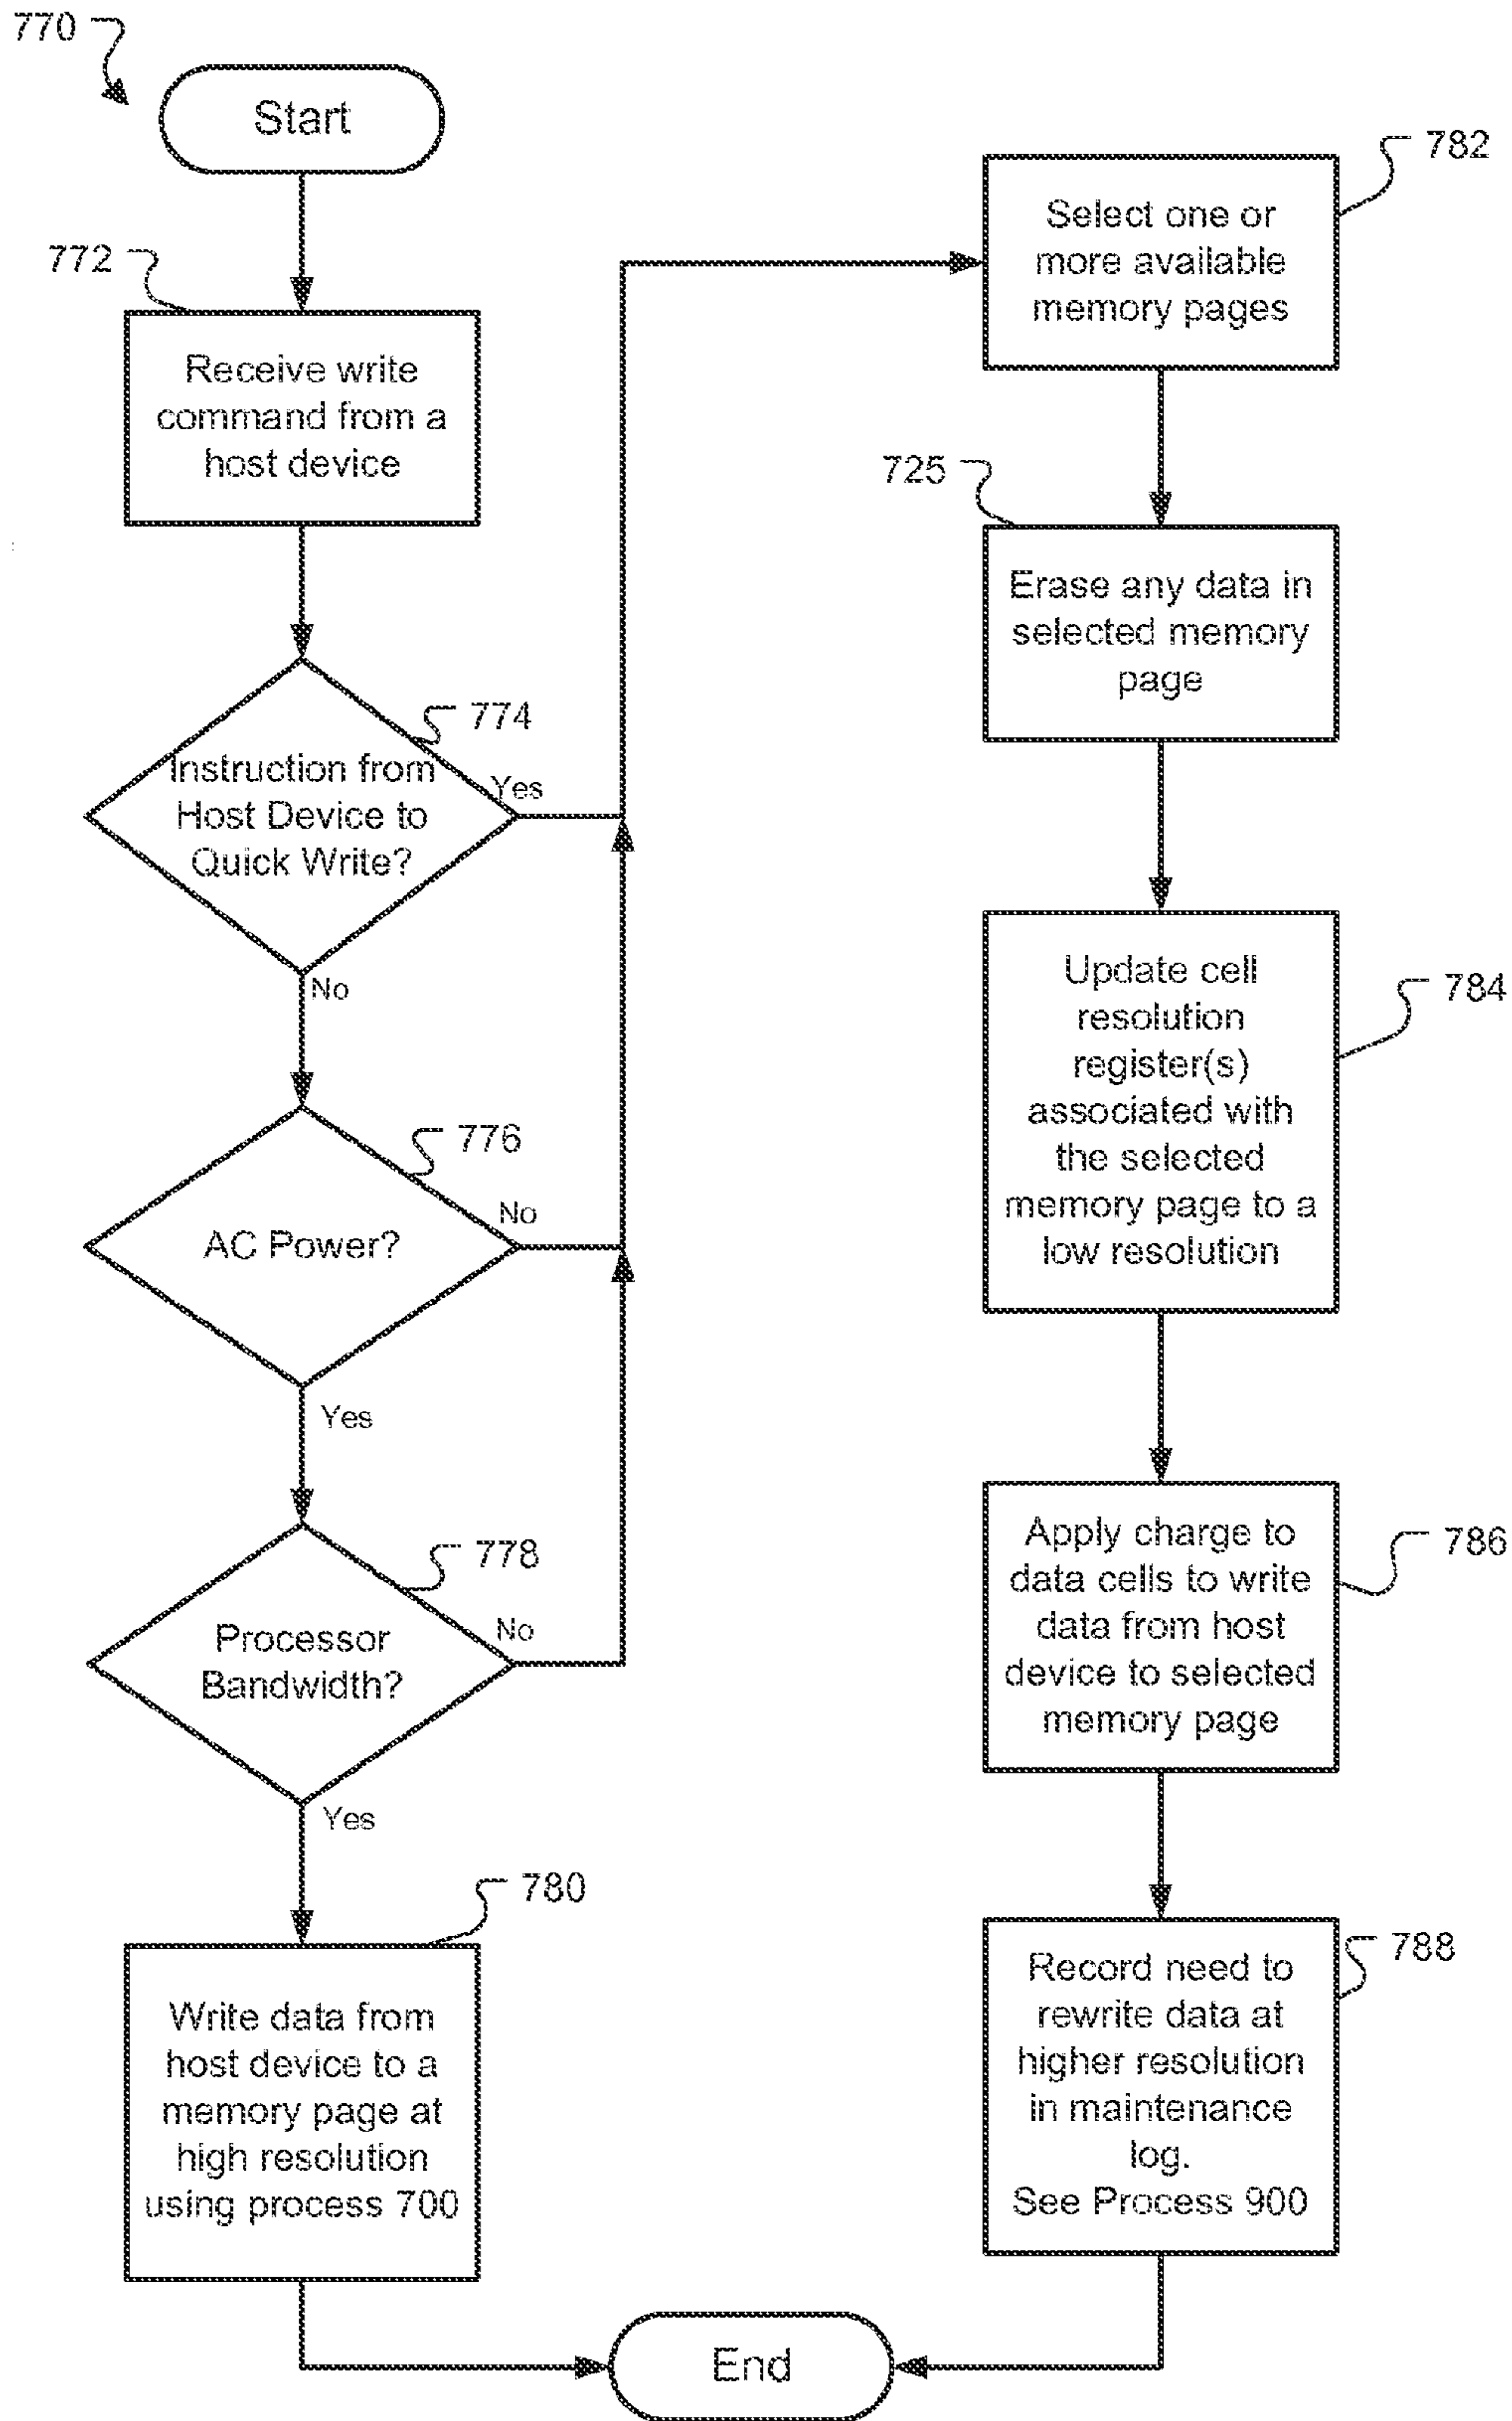 770
Start
772
Receive write
command from a
host device
774
Instruction from
Host Device to
Quick Write?
Yes
No
776
AC Power?
No
Yes
778
Processor
Bandwidth?
No
Yes
780
Write data from
host device to a
memory page at
high resolution
using process 700
782
Select one or
more available
memory pages
725
Erase any data in
selected memory
page
784
Update cell
resolution
register(s)
associated with
the selected
memory page to a
low resolution
786
Apply charge to
data cells to write
data from host
device to selected
memory page
788
Record need to
rewrite data at
higher resolution
in maintenance
log.
See Process 900
End